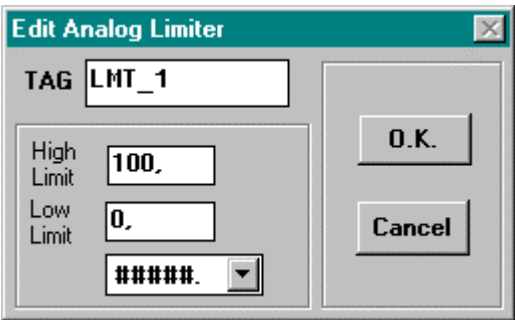 Edit Analog Limiter
TAG LMT_1
High Limit 100,
Low Limit 0,
#####.
O.K.
Cancel